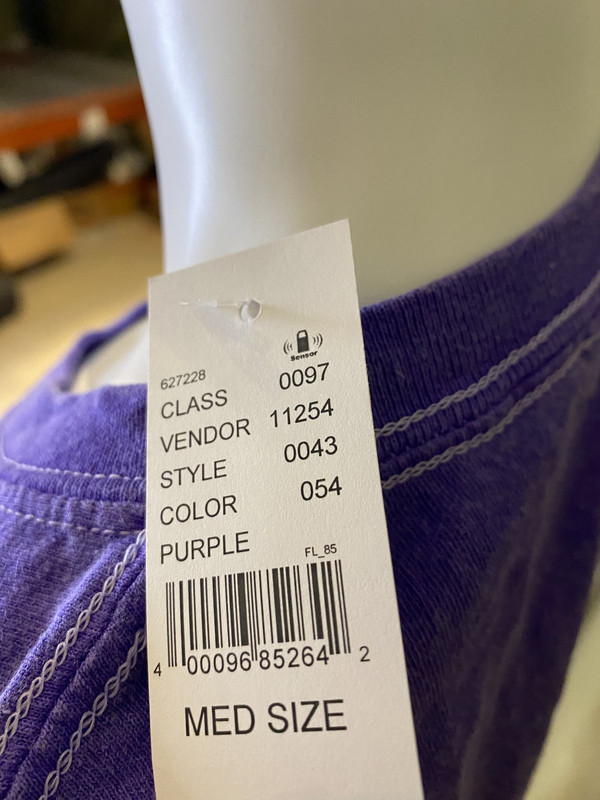 Sensor
627228
CLASS 0097
VENDOR 11254
STYLE 0043
COLOR 054
PURPLE
FL_85
4 00096 85264 2
MED SIZE